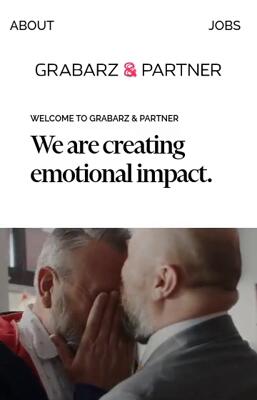 ABOUT JOBS
GRABARZ & PARTNER
WELCOME TO GRABARZ & PARTNER
We are creating
emotional impact.